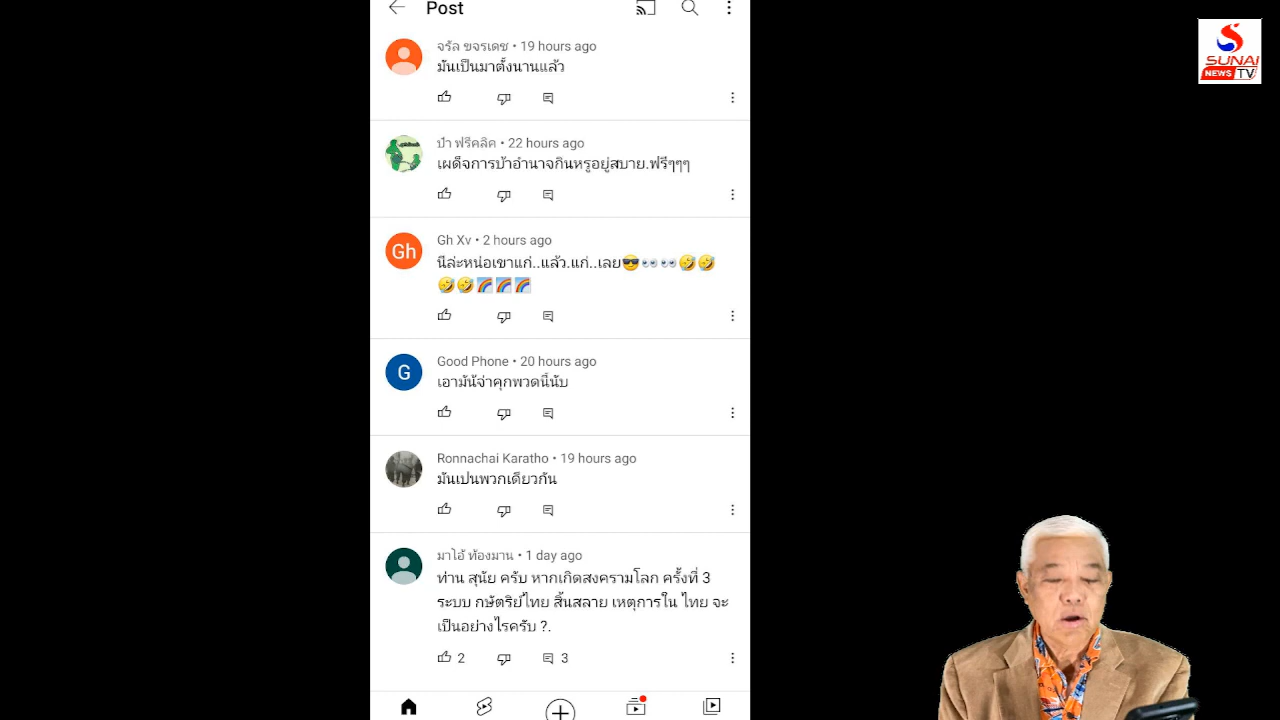 Post
SUNAI
NEWS TV
จรัล ขจรเดช • 19 hours ago
มันเป็นมาตั้งนานแล้ว
ป๋า ฟรีคลิค • 22 hours ago
เผด็จการบ้าอำนาจกินหรูอยู่สบาย.ฟรีๆๆๆ
Gh
Gh Xv • 2 hours ago
นีล่ะหน่อเขาแก่..แล้ว.แก่..เลย😎👀👀🤣🤣
🤣🤣🌈🌈🌈
G
Good Phone • 20 hours ago
เอามันัจ่าคุกพวดนี้นับ
Ronnachai Karatho • 19 hours ago
มันเปนพวกเดียวกัน
มาไอ้ ท้องมาน • 1 day ago
ท่าน สุนัย ครับ หากเกิดสงครามโลก ครั้งที่ 3
ระบบ กษัตริย์ไทย สิ้นสลาย เหตุการใน ไทย จะ
เป็นอย่างไรครับ ?.
2 3